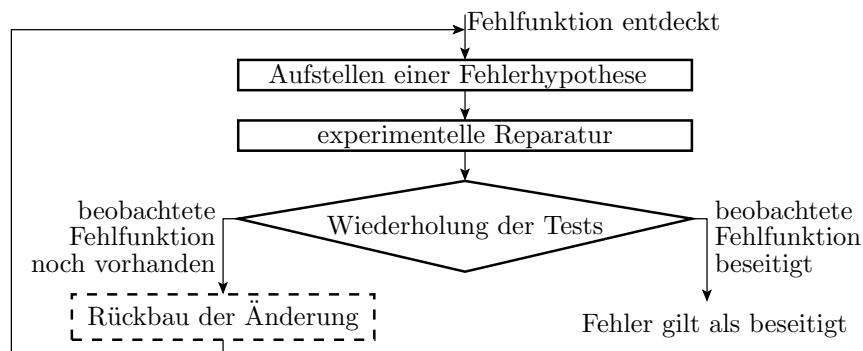 Fehlfunktion entdeckt
Aufstellen einer Fehlerhypothese
experimentelle Reparatur
Wiederholung der Tests
beobachtete
Fehlfunktion
noch vorhanden
beobachtete
Fehlfunktion
beseitigt
Rückbau der Änderung
Fehler gilt als beseitigt